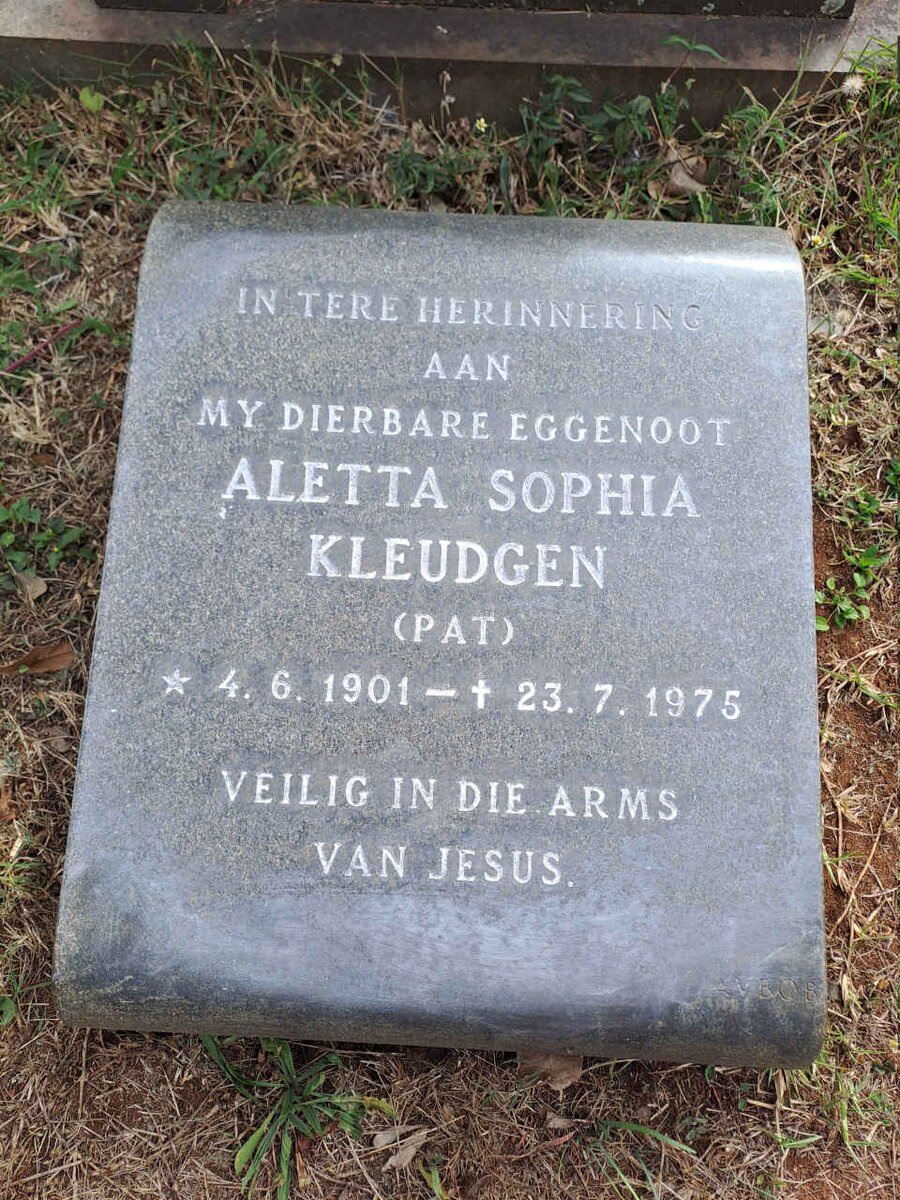 IN TERE HERINNERING
AAN
MY DIERBARE EGGENOOT
ALETTA SOPHIA
KLEUDGEN
(PAT)
★ 4. 6. 1901 – ✝ 23. 7. 1975
VEILIG IN DIE ARMS
VAN JESUS.
AVBOB